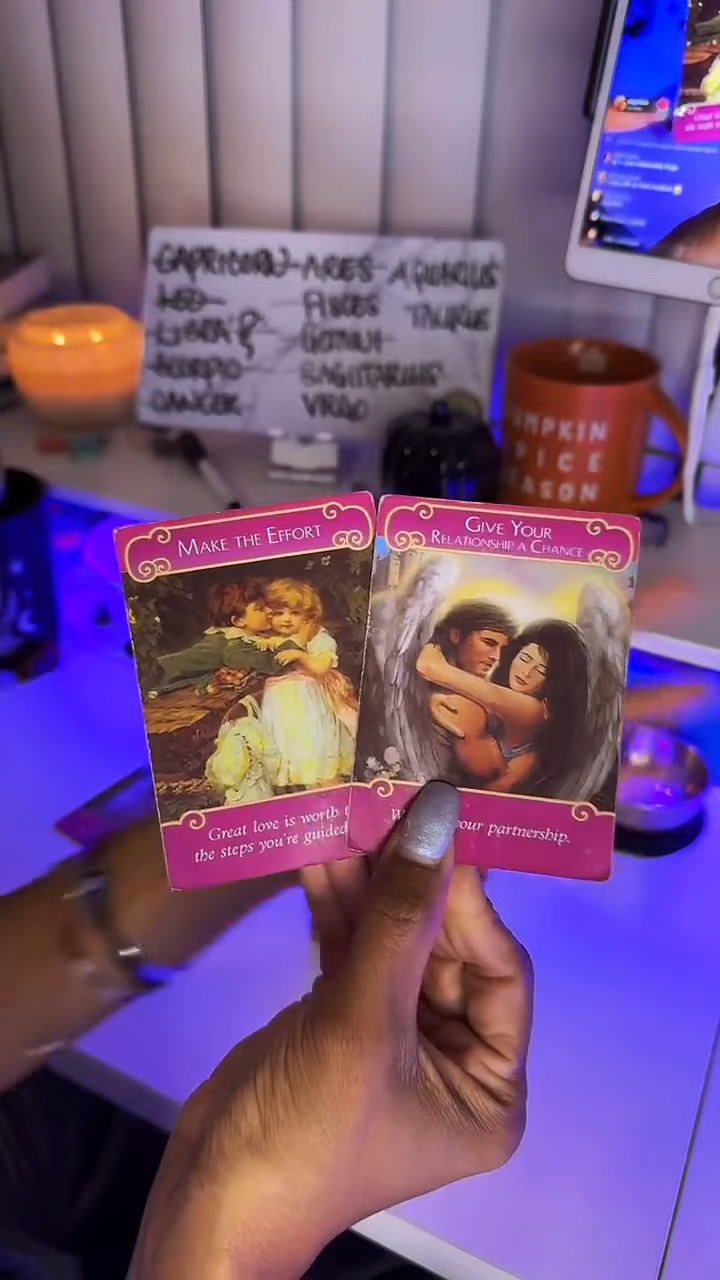 CAPRICORN - ARIES - AQUARIUS
LEO - PISCES TAURUS
LIBRA GEMINI -
SCORPIO SAGITTARIUS
CANCER VIRGO
PUMPKIN
SPICE
SEASON
MAKE THE EFFORT
Great love is worth
the steps you're guided
GIVE YOUR
RELATIONSHIP A CHANCE
your partnership.